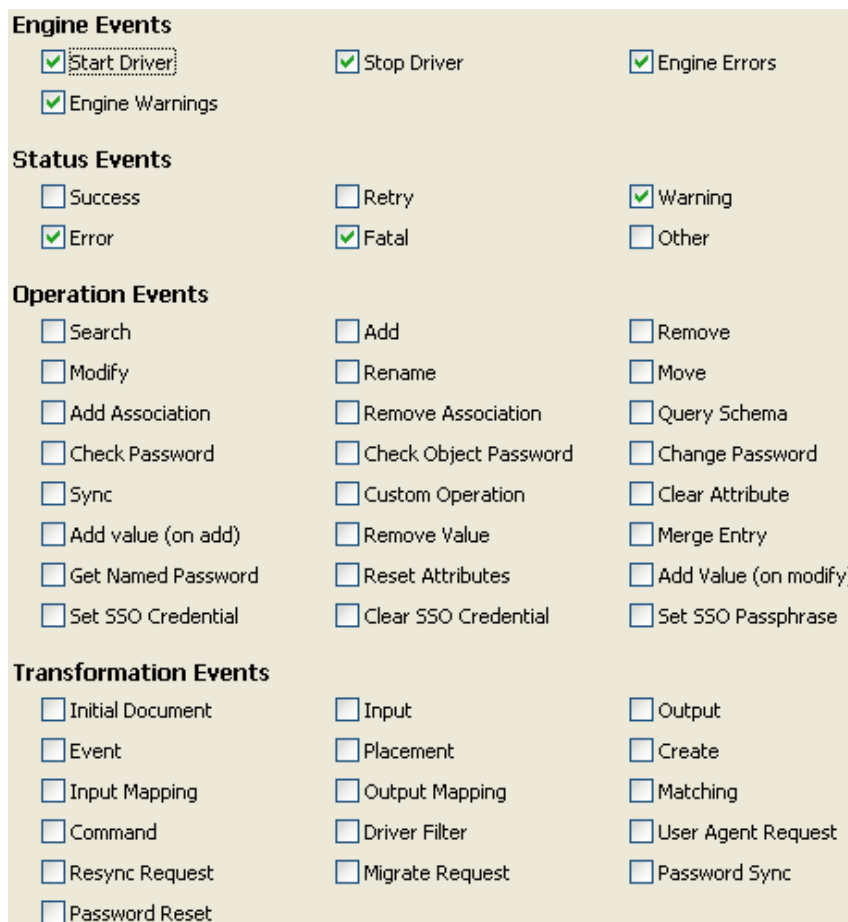 Engine Events
Start Driver Stop Driver Engine Errors
Engine Warnings
Status Events
Success Retry Warning
Error Fatal Other
Operation Events
Search Add Remove
Modify Rename Move
Add Association Remove Association Query Schema
Check Password Check Object Password Change Password
Sync Custom Operation Clear Attribute
Add value (on add) Remove Value Merge Entry
Get Named Password Reset Attributes Add Value (on modify)
Set SSO Credential Clear SSO Credential Set SSO Passphrase
Transformation Events
Initial Document Input Output
Event Placement Create
Input Mapping Output Mapping Matching
Command Driver Filter User Agent Request
Resync Request Migrate Request Password Sync
Password Reset